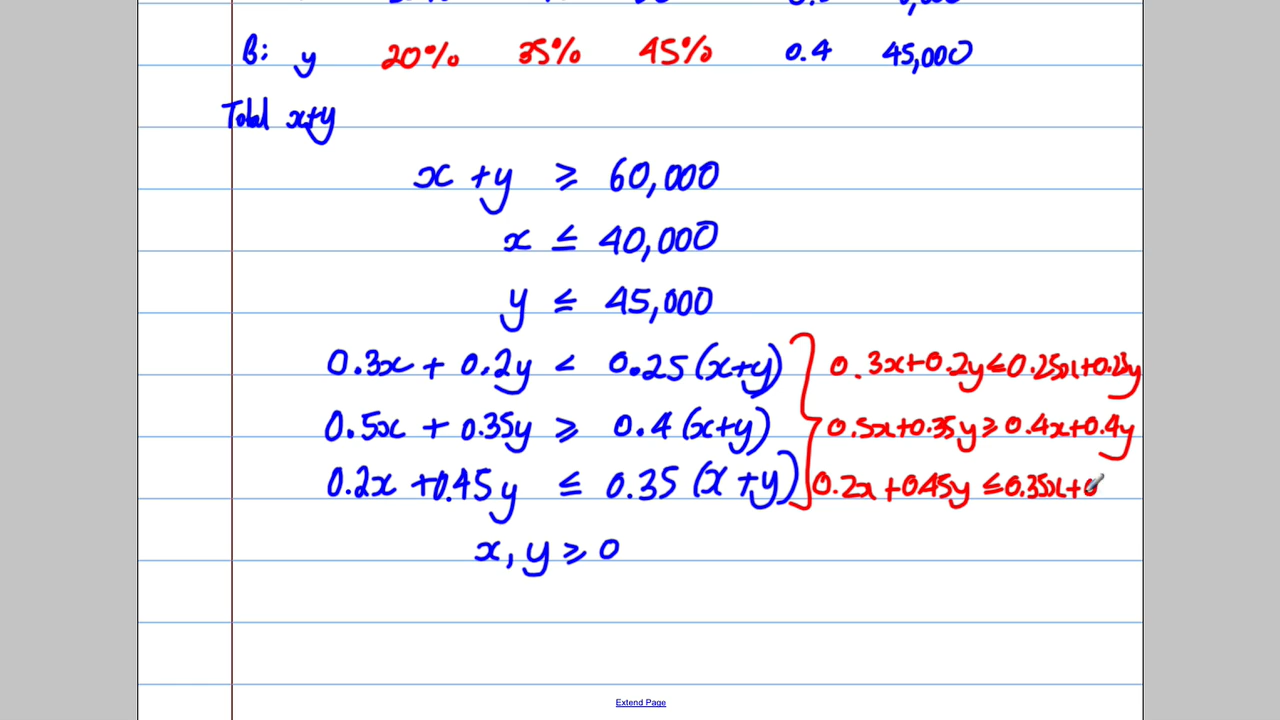 B: y 20% 35% 45% 0.4 45,000
Total x+y
x + y ≥ 60,000
x ≤ 40,000
y ≤ 45,000
0.3x + 0.2y < 0.25 (x+y) 0.3x+0.2y ≤ 0.25x+0.25y
0.5x + 0.35y ≥ 0.4 (x+y) 0.5x+0.35y ≥ 0.4x+0.4y
0.2x + 0.45y ≤ 0.35 (x+y) 0.2x+0.45y ≤ 0.35x+0
x, y ≥ 0
Extend Page